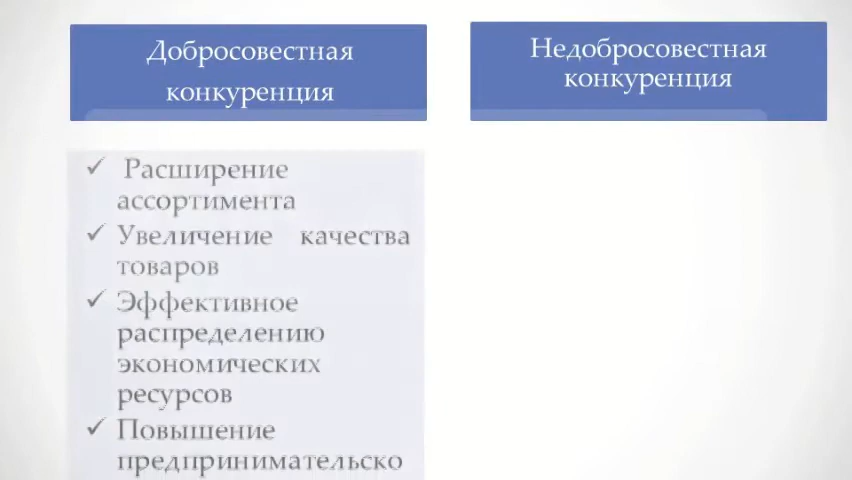 Добросовестная
конкуренция
Недобросовестная
конкуренция
✓ Расширение
ассортимента
✓ Увеличение качества
товаров
✓ Эффективное
распределению
экономических
ресурсов
✓ Повышение
предпринимательско